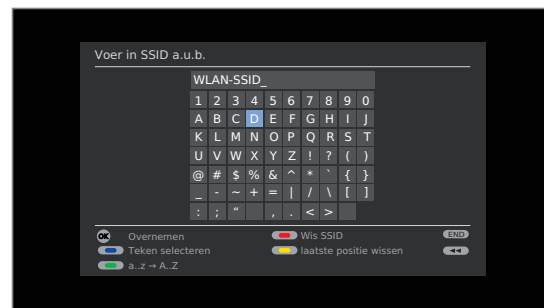 Voer in SSID a.u.b.
WLAN-SSID_
1 2 3 4 5 6 7 8 9 0
A B C D E F G H I J
K L M N O P Q R S T
U V W X Y Z ! ? ( )
@ # $ % & ^ * ` { }
_ - ~ + = | / \ [ ]
: ; “ , . < >
OK Overnemen Wis SSID END
Teken selecteren laatste positie wissen ◄◄
a..z → A..Z